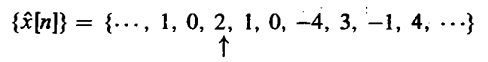 {x̂[n]} = {⋯, 1, 0, 2, 1, 0, −4, 3, −1, 4, ⋯}
↑